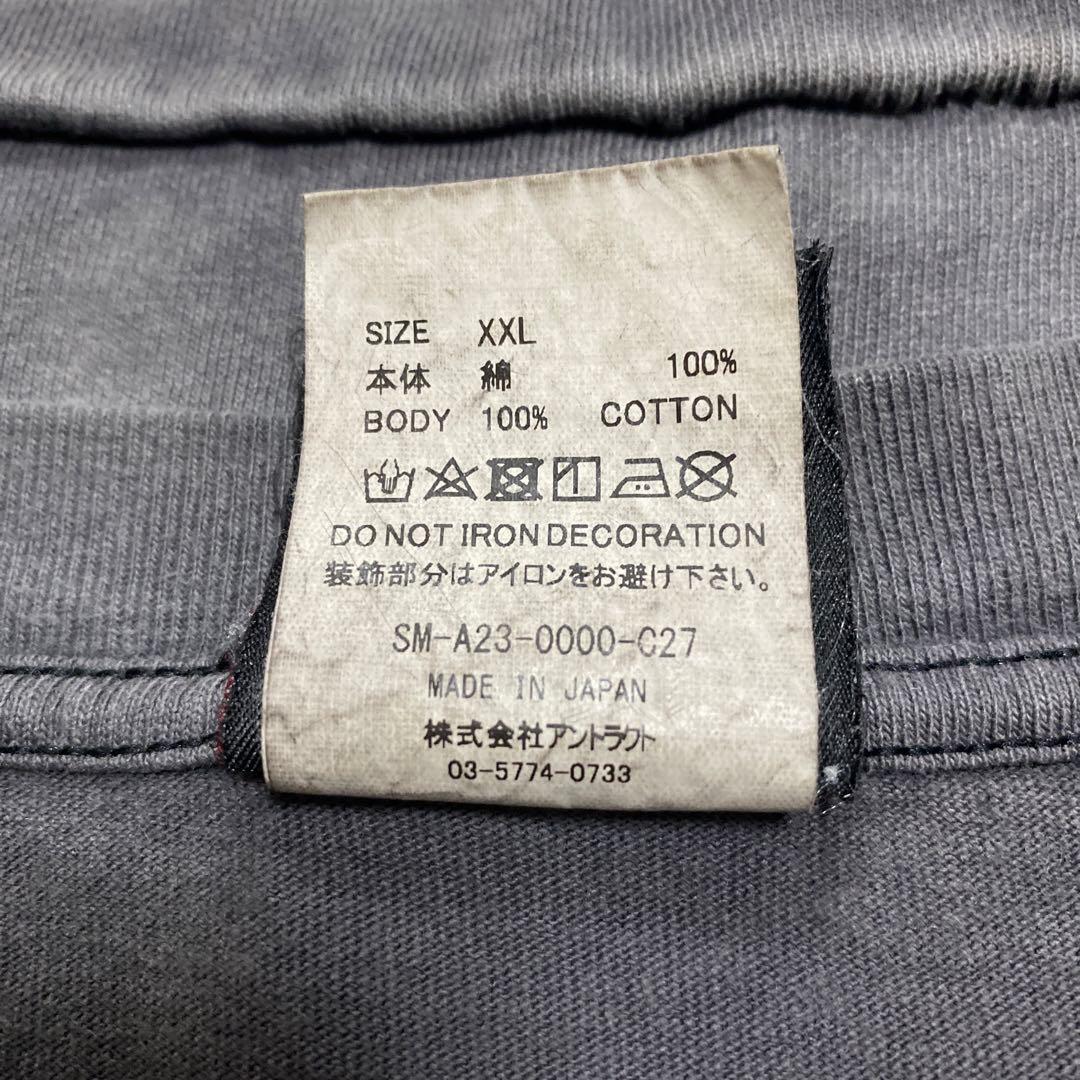 SIZE XXL
本体 綿 100%
BODY 100% COTTON
DO NOT IRON DECORATION
装飾部分はアイロンをお避け下さい。
SM-A23-0000-C27
MADE IN JAPAN
株式会社アントラクト
03-5774-0733